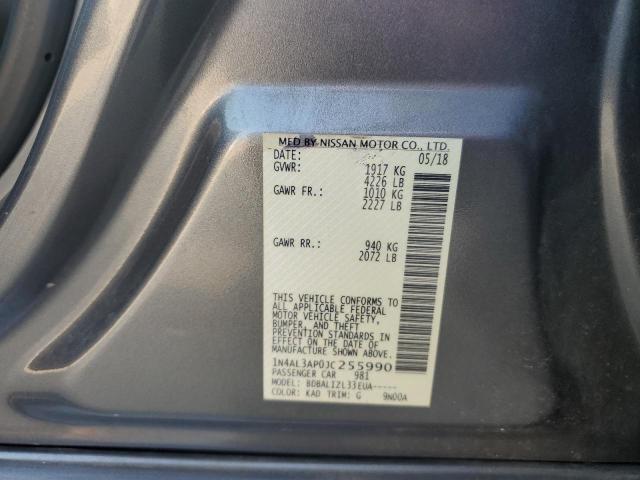 MFD BY NISSAN MOTOR CO., LTD.
DATE: 05/18
GVWR: 1917 KG
4226 LB
GAWR FR.: 1010 KG
2227 LB
GAWR RR.: 940 KG
2072 LB
THIS VEHICLE CONFORMS TO
ALL APPLICABLE FEDERAL
MOTOR VEHICLE SAFETY,
BUMPER, AND THEFT
PREVENTION STANDARDS IN
EFFECT ON THE DATE OF
MANUFACTURE SHOWN ABOVE.
1N4AL3AP0JC255990
PASSENGER CAR 981
MODEL: BDBALIZL33EUA-----
COLOR: KAD TRIM: G 9N00A